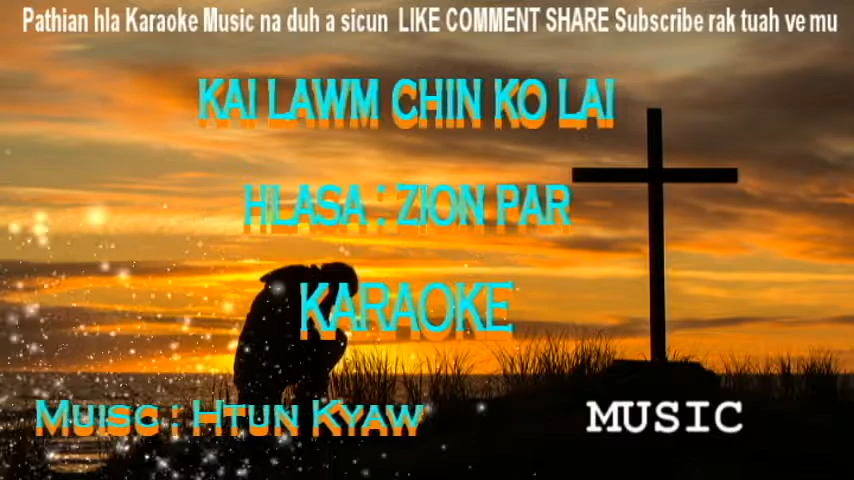 Pathian hla Karaoke Music na duh a sicun LIKE COMMENT SHARE Subscribe rak tuah ve mu
KAI LAWM CHIN KO LAI
HLASA : ZION PAR
KARAOKE
Muisc : Htun Kyaw
MUSIC